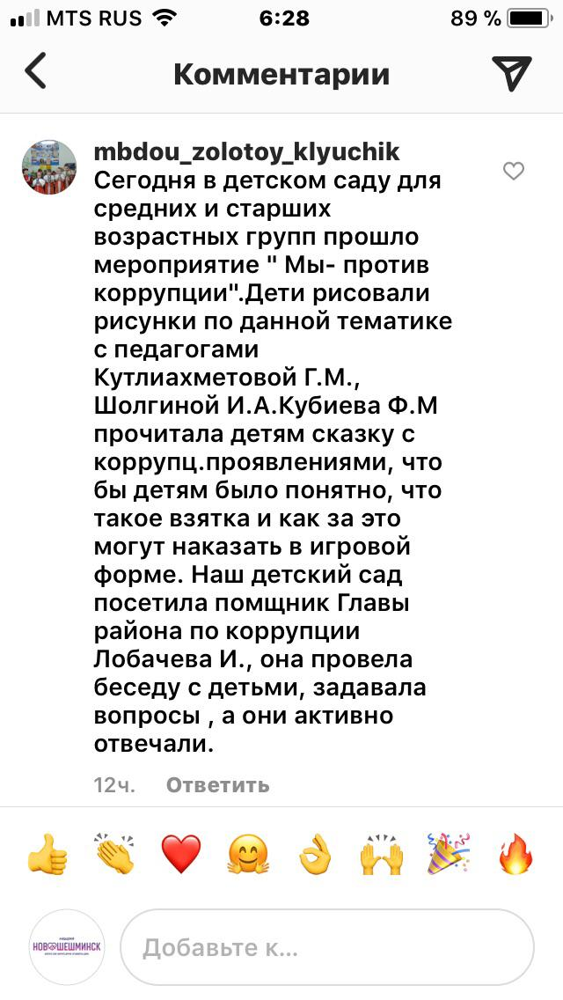 MTS RUS 6:28 89 %
Комментарии
mbdou_zolotoy_klyuchik
Сегодня в детском саду для
средних и старших
возрастных групп прошло
мероприятие " Мы- против
коррупции".Дети рисовали
рисунки по данной тематике
с педагогами
Кутлиахметовой Г.М.,
Шолгиной И.А.Кубиева Ф.М
прочитала детям сказку с
коррупц.проявлениями, что
бы детям было понятно, что
такое взятка и как за это
могут наказать в игровой
форме. Наш детский сад
посетила помщник Главы
района по коррупции
Лобачева И., она провела
беседу с детьми, задавала
вопросы , а они активно
отвечали.
12ч. Ответить
НОВОШЕШМИНСК
Добавьте к...